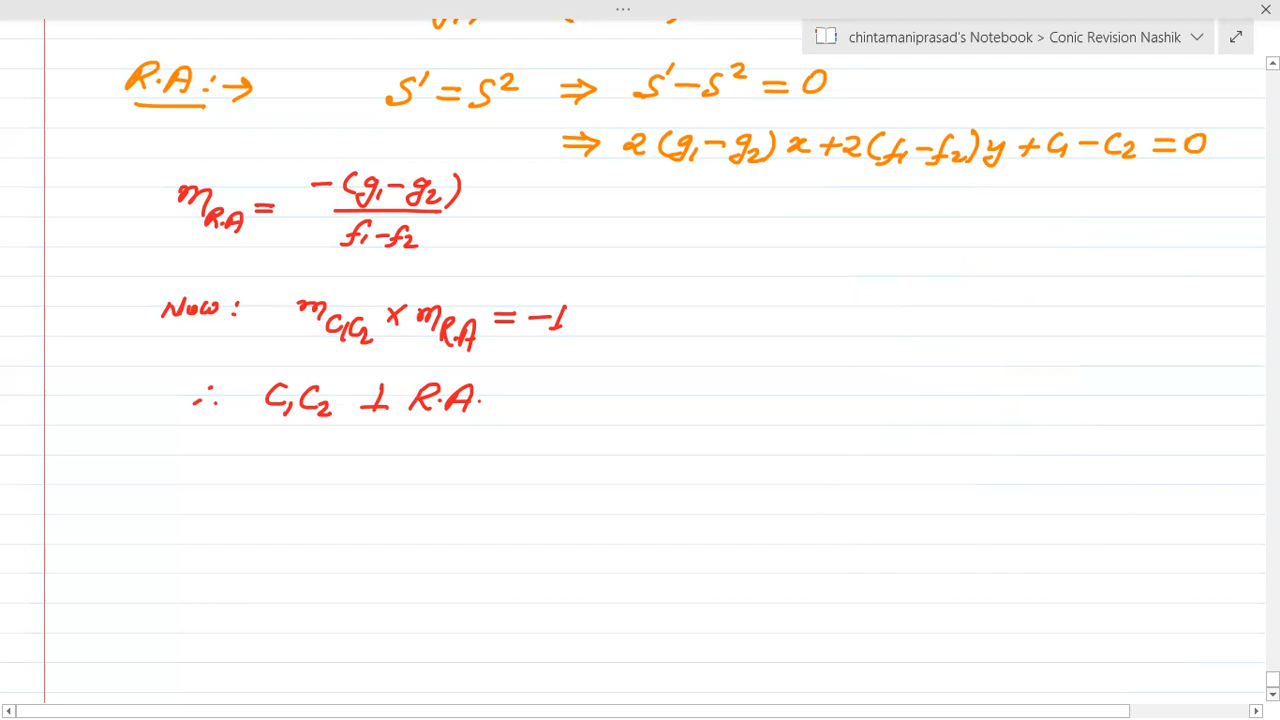 ...
chintamaniprasad's Notebook > Conic Revision Nashik
R.A :→ S' = S² ⇒ S' - S² = 0
⇒ 2(g₁-g₂)x+2(f₁-f₂)y+C₁-C₂=0
m_R.A = -(g₁-g₂)/(f₁-f₂)
Now: m_C₁C₂ × m_R.A = -1
∴ C₁C₂ ⊥ R.A.